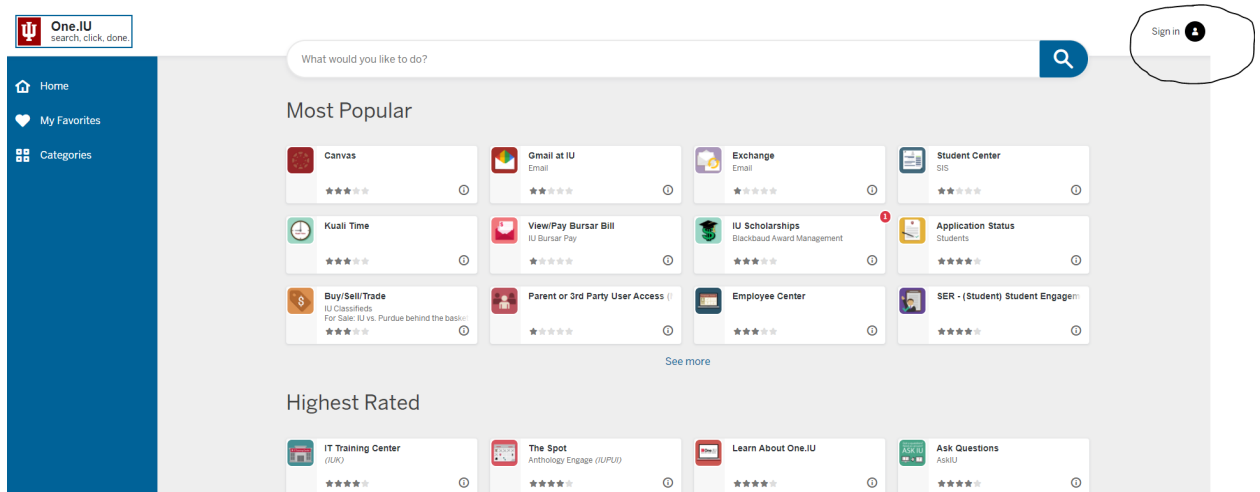 One.IU
search, click, done.
Sign in
What would you like to do?
Home
My Favorites
Categories
Most Popular
Canvas
Gmail at IU
Email
Exchange
Email
Student Center
SIS
Kuali Time
View/Pay Bursar Bill
IU Bursar Pay
IU Scholarships
Blackbaud Award Management
1
Application Status
Students
Buy/Sell/Trade
IU Classifieds
For Sale: IU vs. Purdue behind the basket
Parent or 3rd Party User Access (
Employee Center
SER - (Student) Student Engagem
See more
Highest Rated
IT Training Center
(IUK)
The Spot
Anthology Engage (IUPUI)
Learn About One.IU
ASK IU
Ask Questions
AskIU